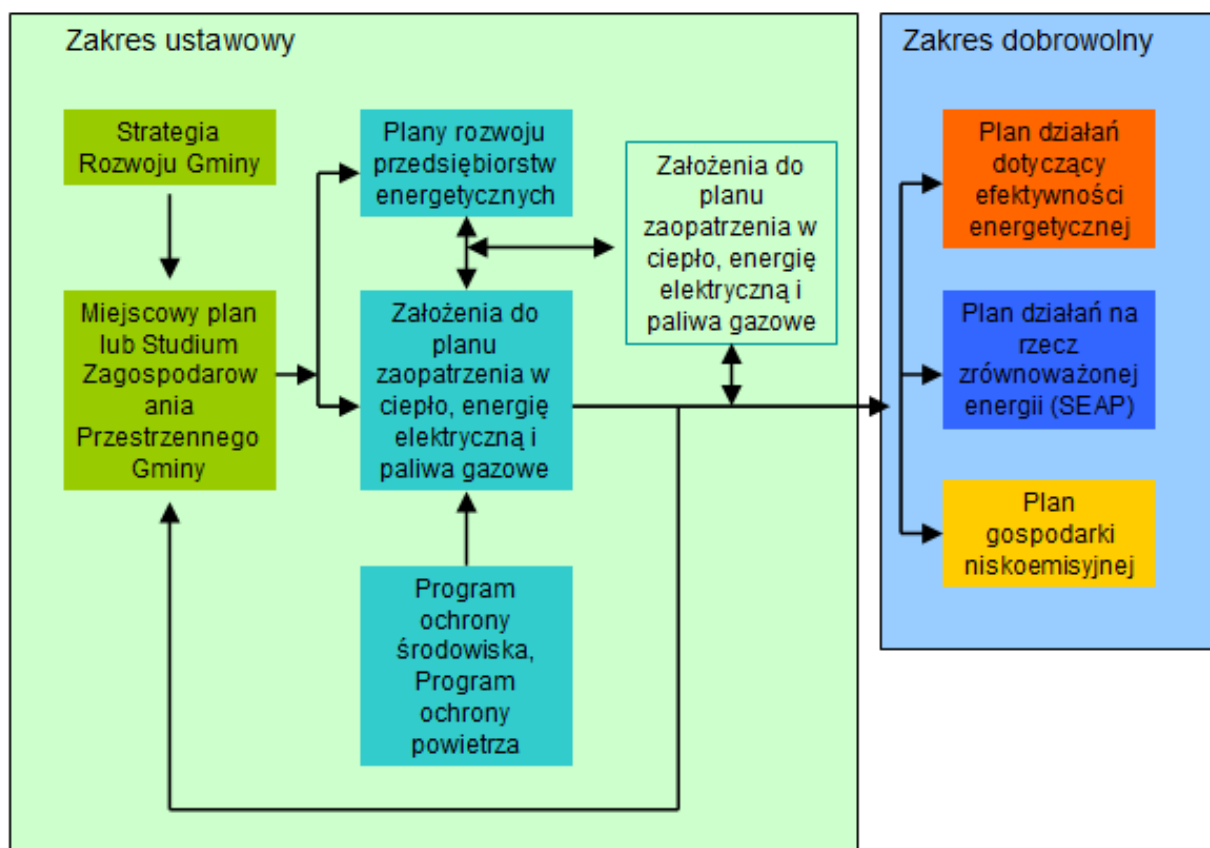 Zakres ustawowy
Strategia
Rozwoju Gminy
Miejscowy plan
lub Studium
Zagospodarow
ania
Przestrzennego
Gminy
Plany rozwoju
przedsiębiorstw
energetycznych
Założenia do
planu
zaopatrzenia w
ciepło, energię
elektryczną i
paliwa gazowe
Program
ochrony
środowiska,
Program
ochrony
powietrza
Założenia do
planu
zaopatrzenia w
ciepło, energię
elektryczną i
paliwa gazowe
Zakres dobrowolny
Plan działań
dotyczący
efektywności
energetycznej
Plan działań na
rzecz
zrównoważonej
energii (SEAP)
Plan
gospodarki
niskoemisyjnej